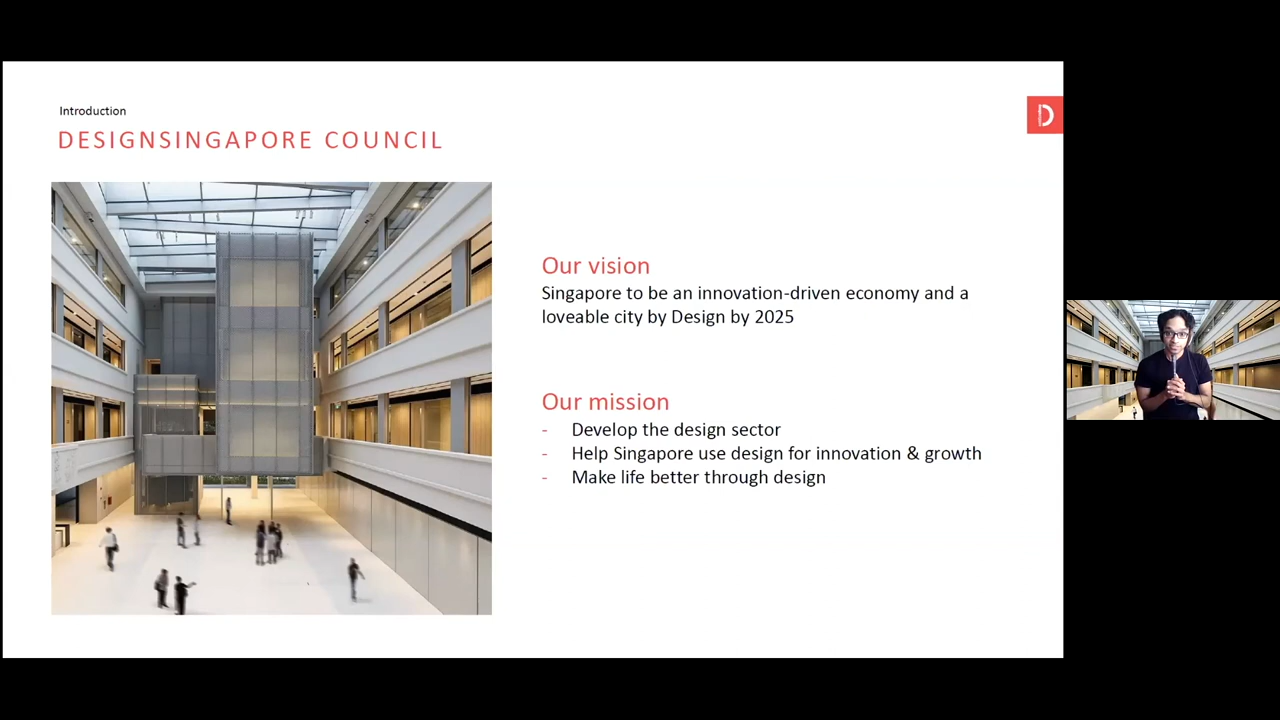 Introduction
DESIGNSINGAPORE COUNCIL
D
Our vision
Singapore to be an innovation-driven economy and a
loveable city by Design by 2025
Our mission
- Develop the design sector
- Help Singapore use design for innovation & growth
- Make life better through design